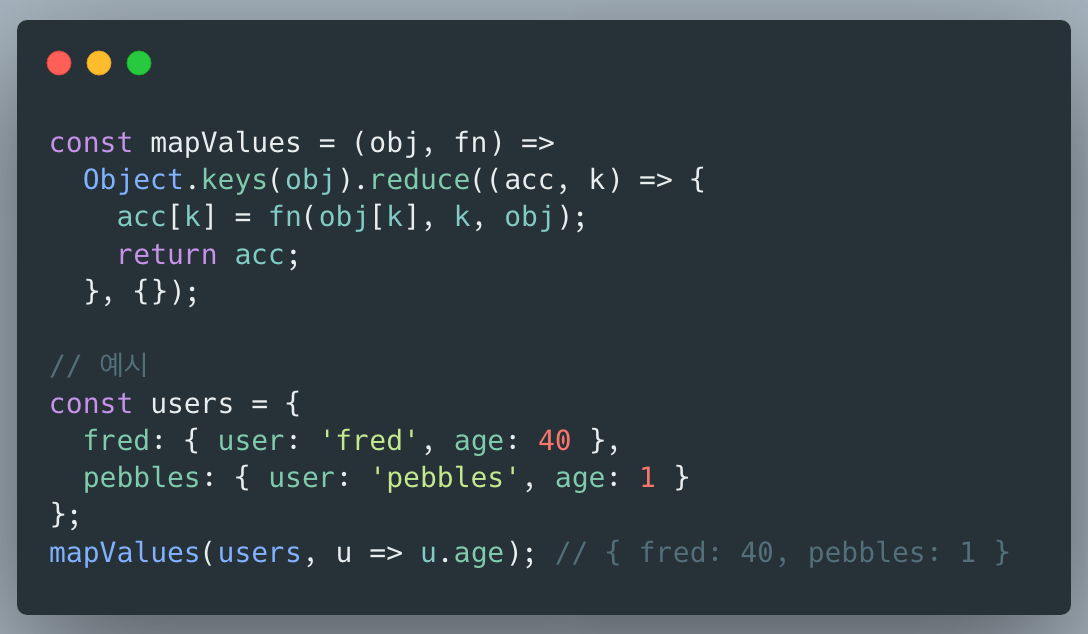 const mapValues = (obj, fn) =>
  Object.keys(obj).reduce((acc, k) => {
    acc[k] = fn(obj[k], k, obj);
    return acc;
  }, {});

// 예시
const users = {
  fred: { user: 'fred', age: 40 },
  pebbles: { user: 'pebbles', age: 1 }
};
mapValues(users, u => u.age); // { fred: 40, pebbles: 1 }